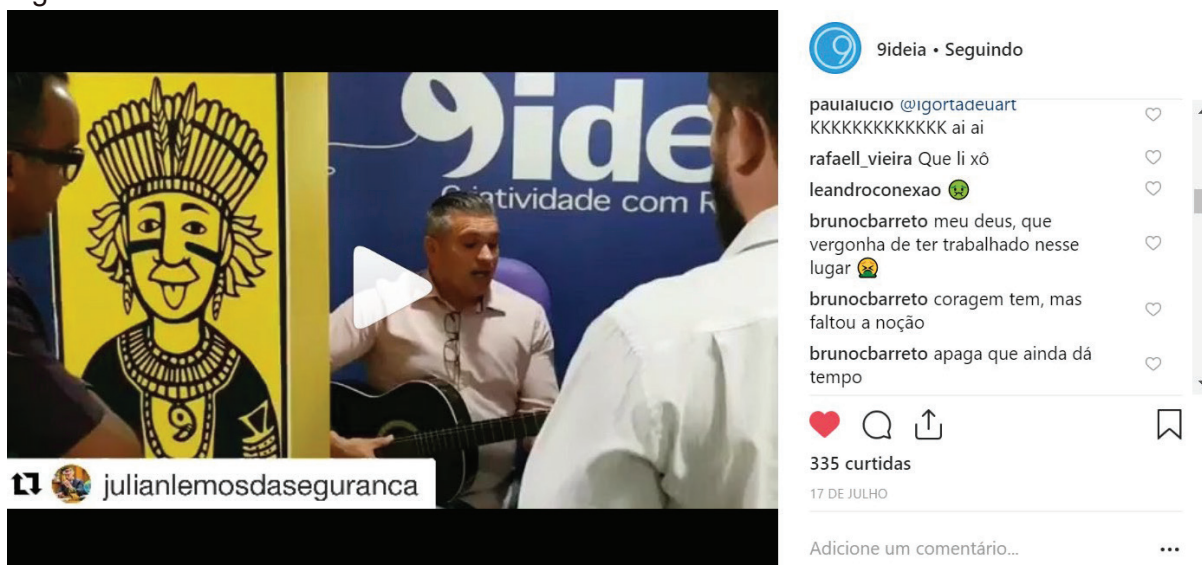 9ide
Criatividade com R
julianlemosdaseguranca
9ideia • Seguindo
paulalucio @igortadeuart
KKKKKKKKKKKKK ai ai
rafaell_vieira Que li xô
leandroconexao 🤢
brunocbarreto meu deus, que
vergonha de ter trabalhado nesse
lugar 🤮
brunocbarreto coragem tem, mas
faltou a noção
brunocbarreto apaga que ainda dá
tempo
335 curtidas
17 DE JULHO
Adicione um comentário...